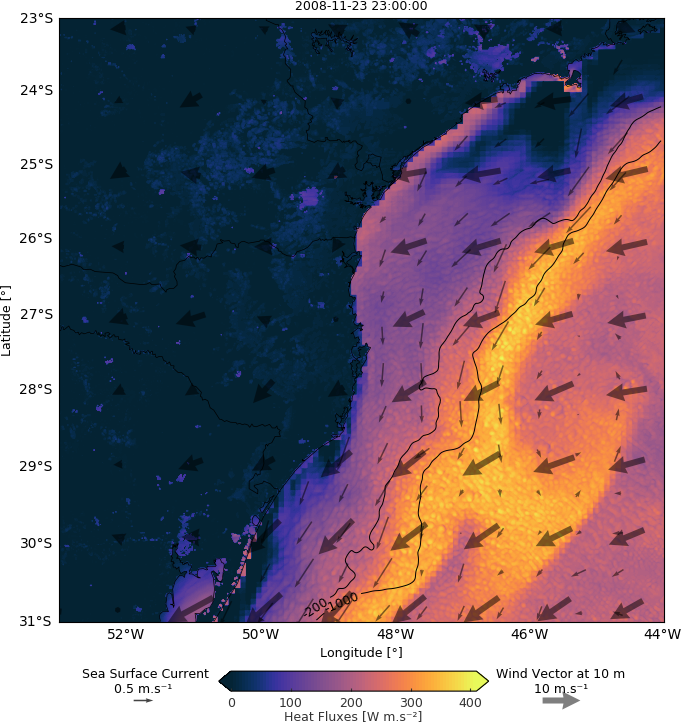 2008-11-23 23:00:00
23°S
24°S
25°S
26°S
27°S
28°S
29°S
30°S
31°S
Latitude [°]
200
1000
52°W 50°W 48°W 46°W 44°W
Longitude [°]
Sea Surface Current
0.5 m.s⁻¹
Wind Vector at 10 m
10 m.s⁻¹
0 100 200 300 400
Heat Fluxes [W m.s⁻²]